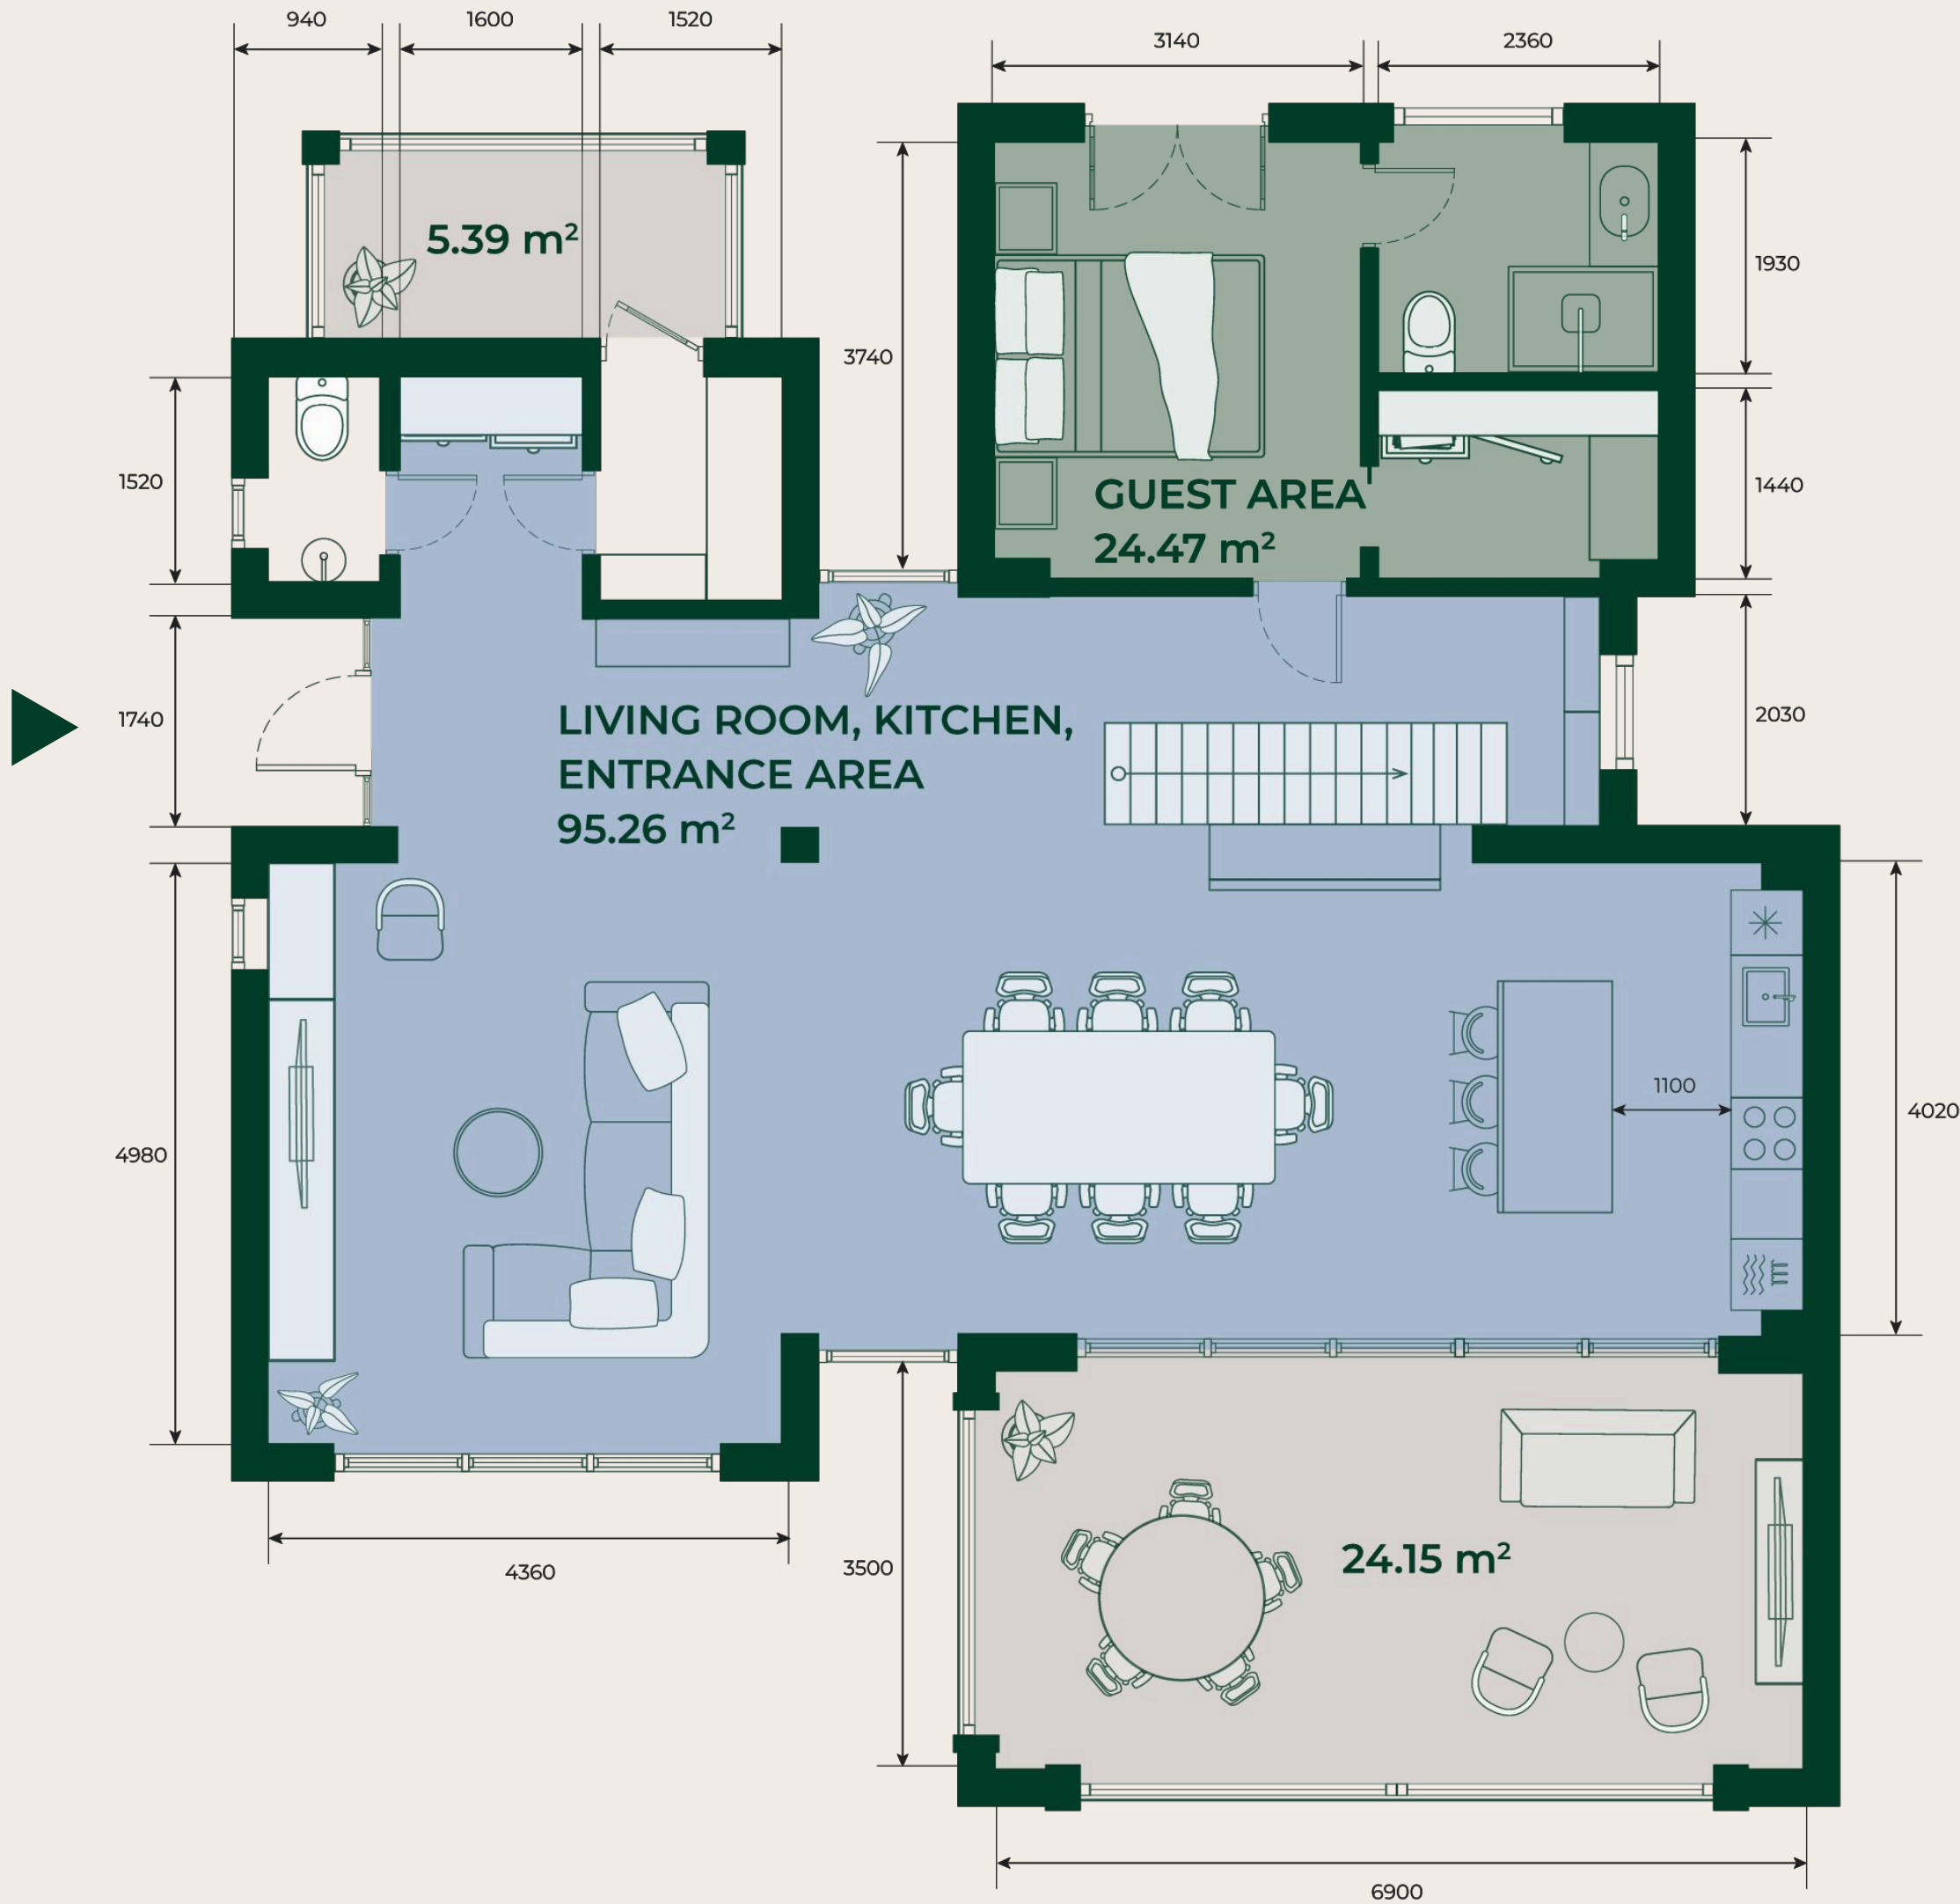 940
1600
1520
3140
2360
5.39 m²
1930
3740
1520
1440
GUEST AREA
24.47 m²
1740
2030
LIVING ROOM, KITCHEN,
ENTRANCE AREA
95.26 m²
1100
4020
4980
24.15 m²
3500
4360
6900